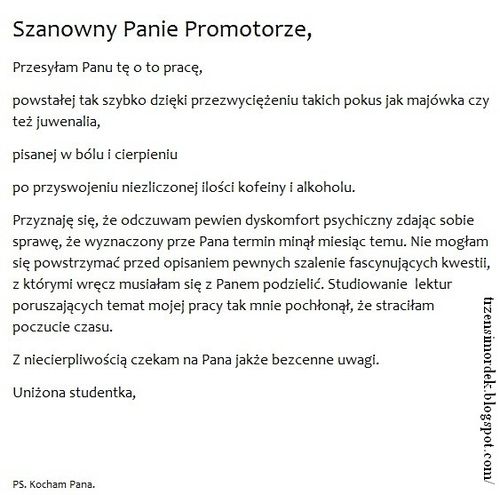 Szanowny Panie Promotorze,
Przesyłam Panu tę o to pracę,
powstałej tak szybko dzięki przezwyciężeniu takich pokus jak majówka czy
też juwenalia,
pisanej w bólu i cierpieniu
po przyswojeniu niezliczonej ilości kofeiny i alkoholu.
Przyznaję się, że odczuwam pewien dyskomfort psychiczny zdając sobie
sprawę, że wyznaczony prze Pana termin minął miesiąc temu. Nie mogłam
się powstrzymać przed opisaniem pewnych szalenie fascynujących kwestii,
z którymi wręcz musiałam się z Panem podzielić. Studiowanie lektur
poruszających temat mojej pracy tak mnie pochłonął, że straciłam
poczucie czasu.
Z niecierpliwością czekam na Pana jakże bezcenne uwagi.
Uniżona studentka,
PS. Kocham Pana.
trzensimordek.blogspot.com/